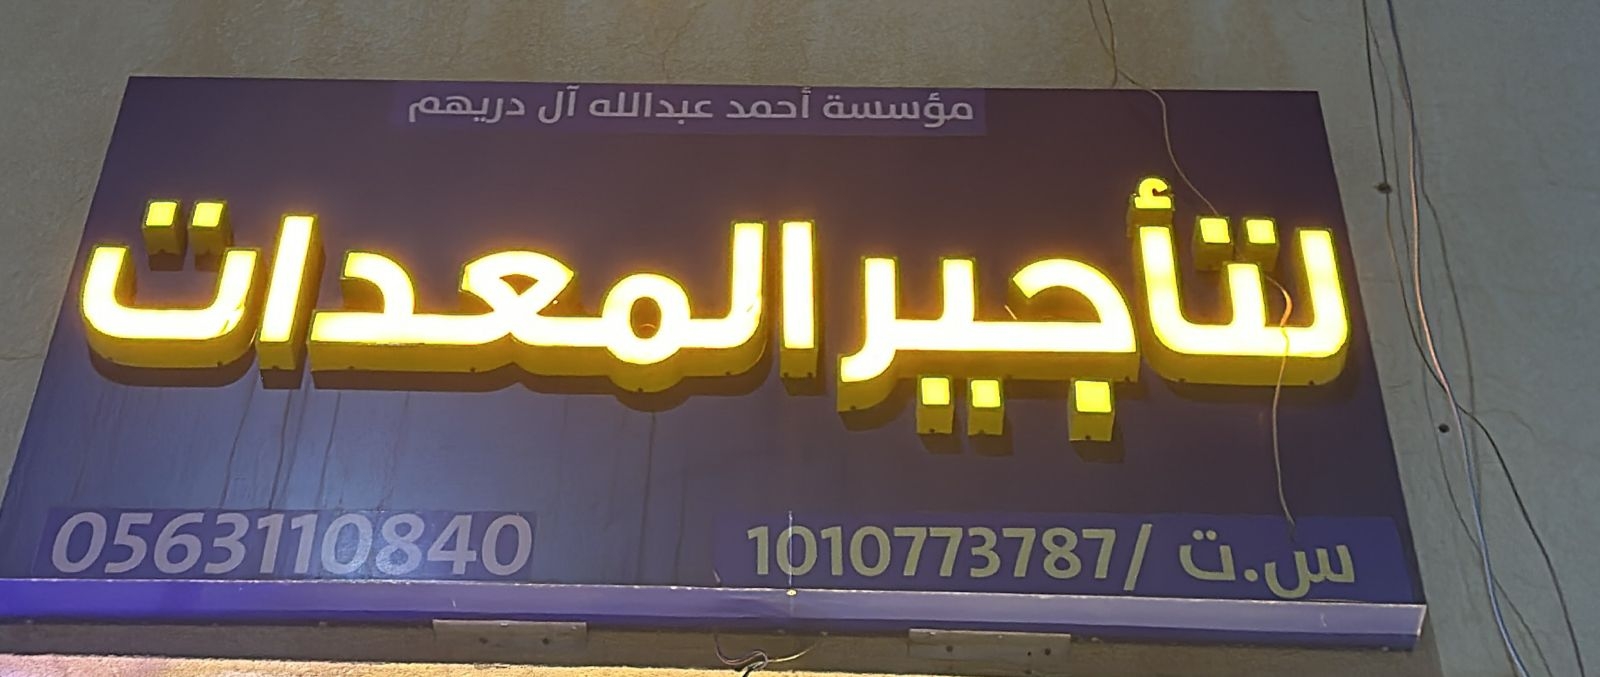 مؤسسة أحمد عبدالله آل دريهم
لتأجير المعدات
س.ت /1010773787
0563110840